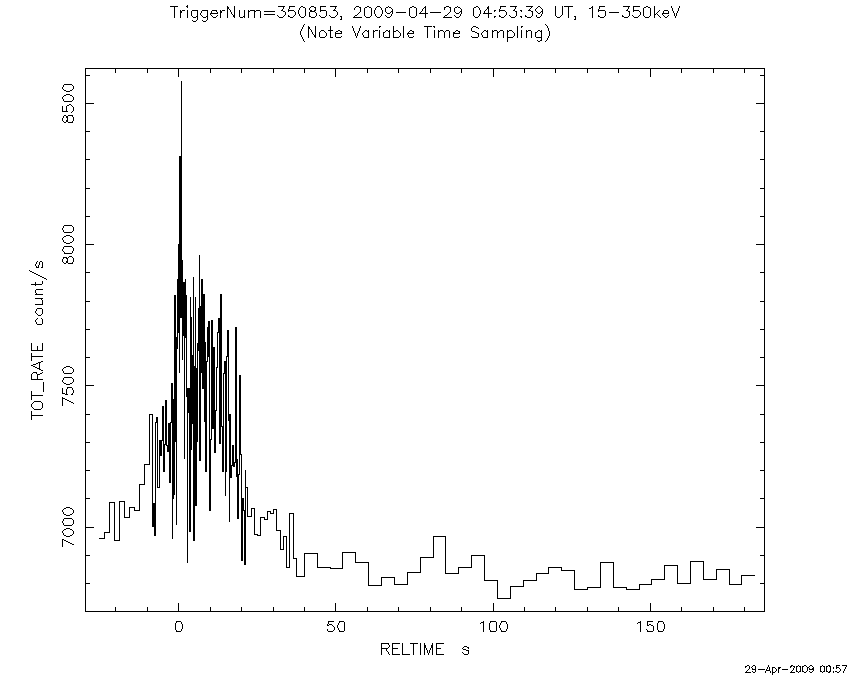 TriggerNum=350853, 2009-04-29 04:53:39 UT, 15-350keV
(Note Variable Time Sampling)
8500
8000
7500
7000
TOT_RATE count/s
0 50 100 150
RELTIME s
29-Apr-2009 00:57